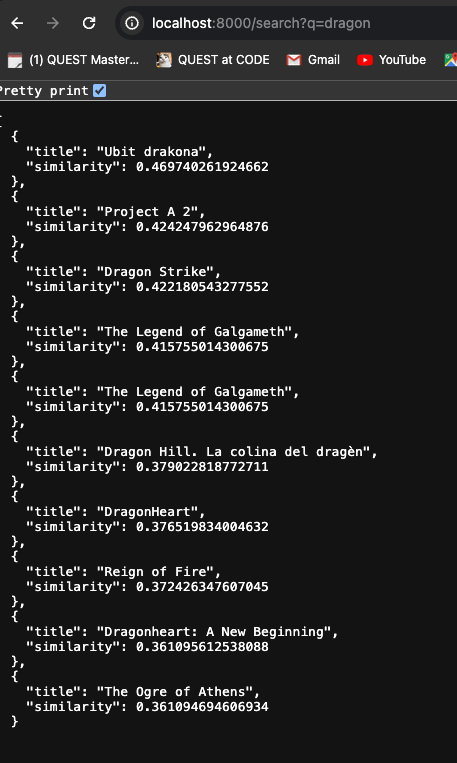 localhost:8000/search?q=dragon
(1) QUEST Master... QUEST at CODE Gmail YouTube
Pretty print
[
{
"title": "Ubit drakona",
"similarity": 0.469740261924662
},
{
"title": "Project A 2",
"similarity": 0.424247962964876
},
{
"title": "Dragon Strike",
"similarity": 0.422180543277552
},
{
"title": "The Legend of Galgameth",
"similarity": 0.415755014300675
},
{
"title": "The Legend of Galgameth",
"similarity": 0.415755014300675
},
{
"title": "Dragon Hill. La colina del dragèn",
"similarity": 0.379022818772711
},
{
"title": "DragonHeart",
"similarity": 0.376519834004632
},
{
"title": "Reign of Fire",
"similarity": 0.372426347607045
},
{
"title": "Dragonheart: A New Beginning",
"similarity": 0.361095612538088
},
{
"title": "The Ogre of Athens",
"similarity": 0.361094694606934
}